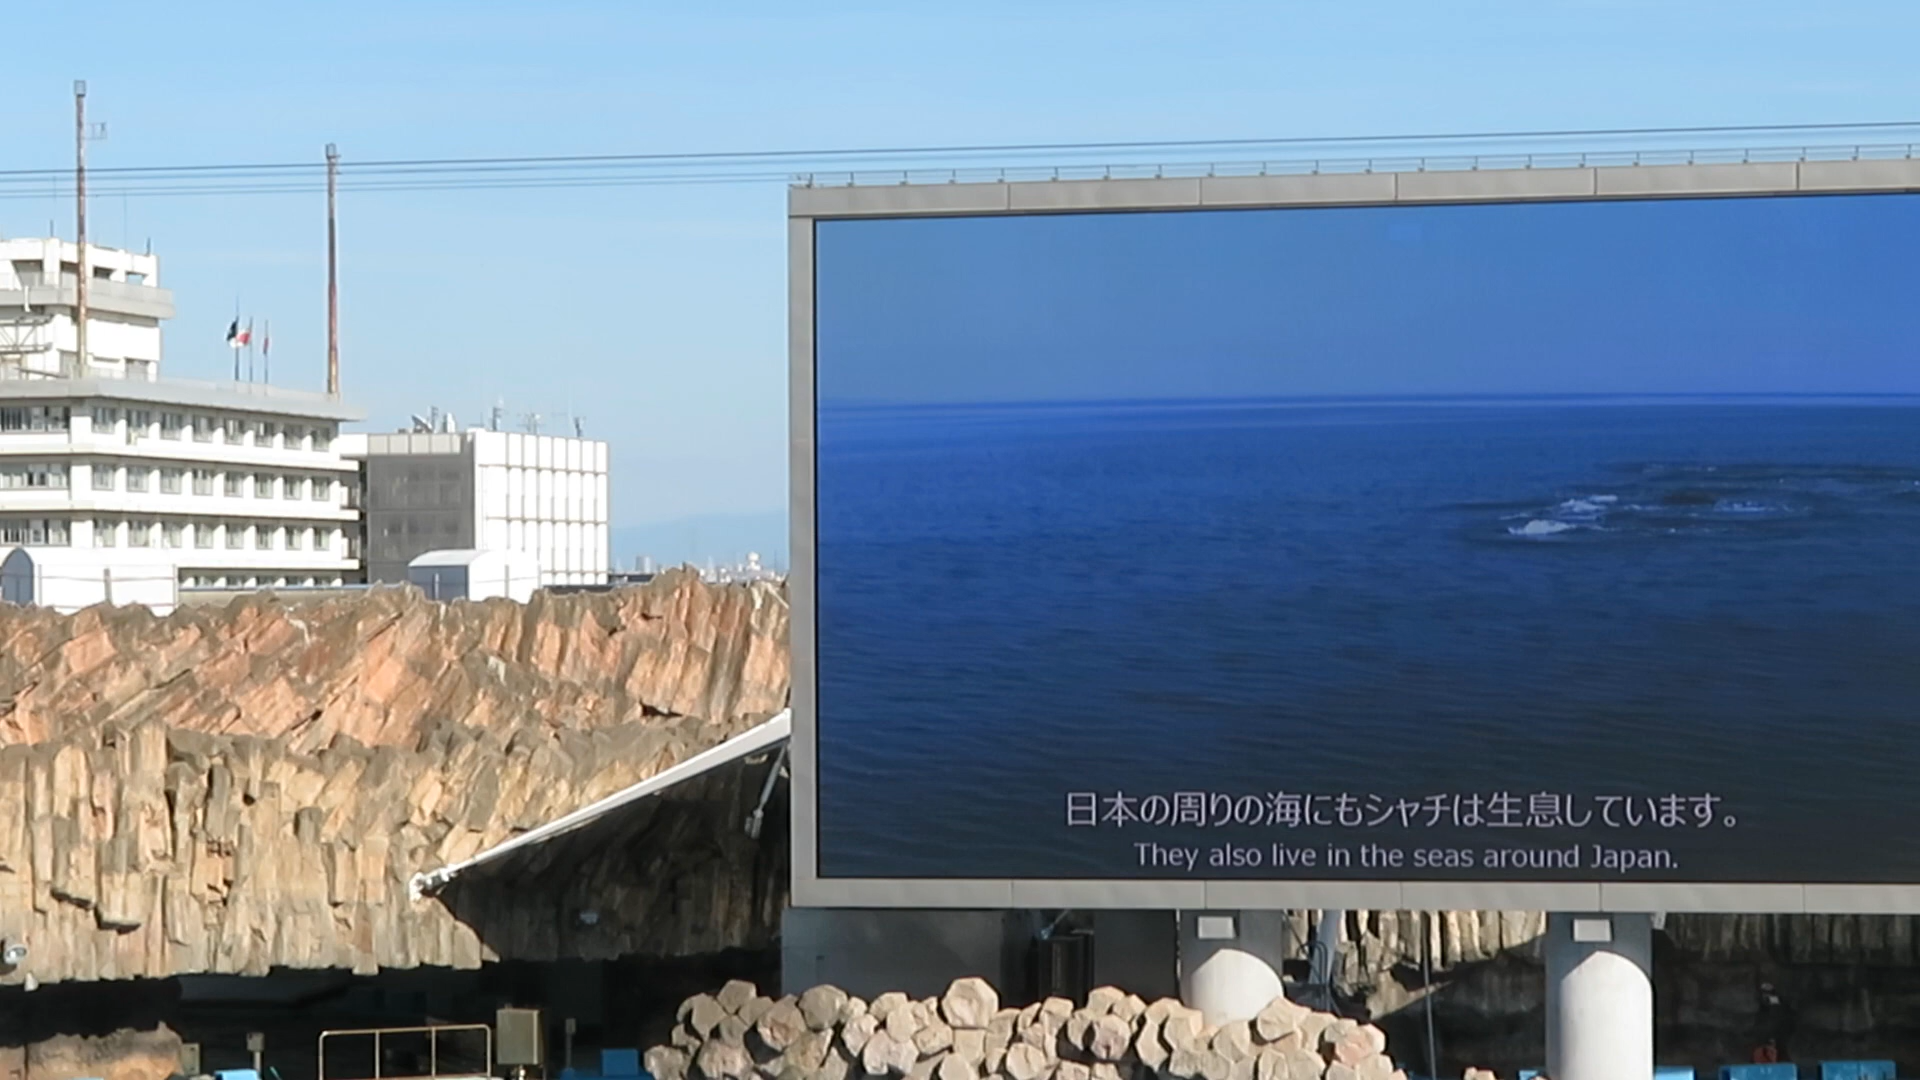 日本の周りの海にもシャチは生息しています。
They also live in the seas around Japan.